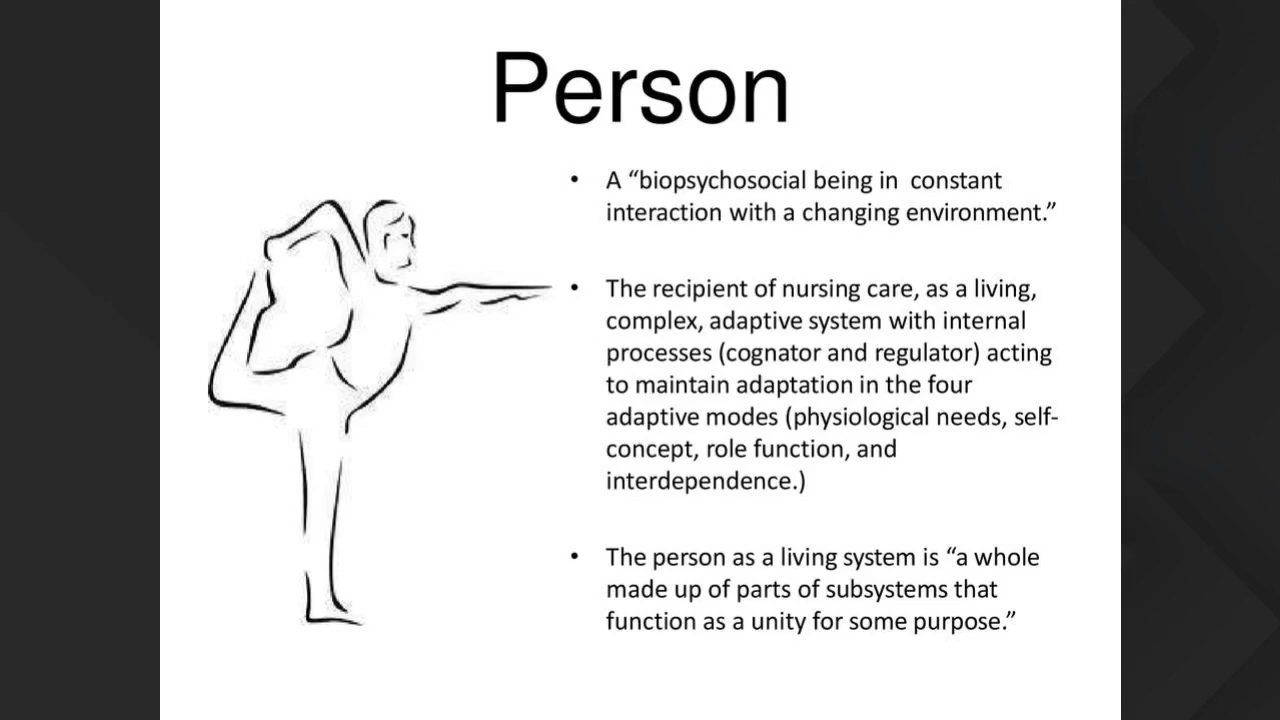 Person
• A “biopsychosocial being in constant
interaction with a changing environment.”
• The recipient of nursing care, as a living,
complex, adaptive system with internal
processes (cognator and regulator) acting
to maintain adaptation in the four
adaptive modes (physiological needs, self-
concept, role function, and
interdependence.)
• The person as a living system is “a whole
made up of parts of subsystems that
function as a unity for some purpose.”